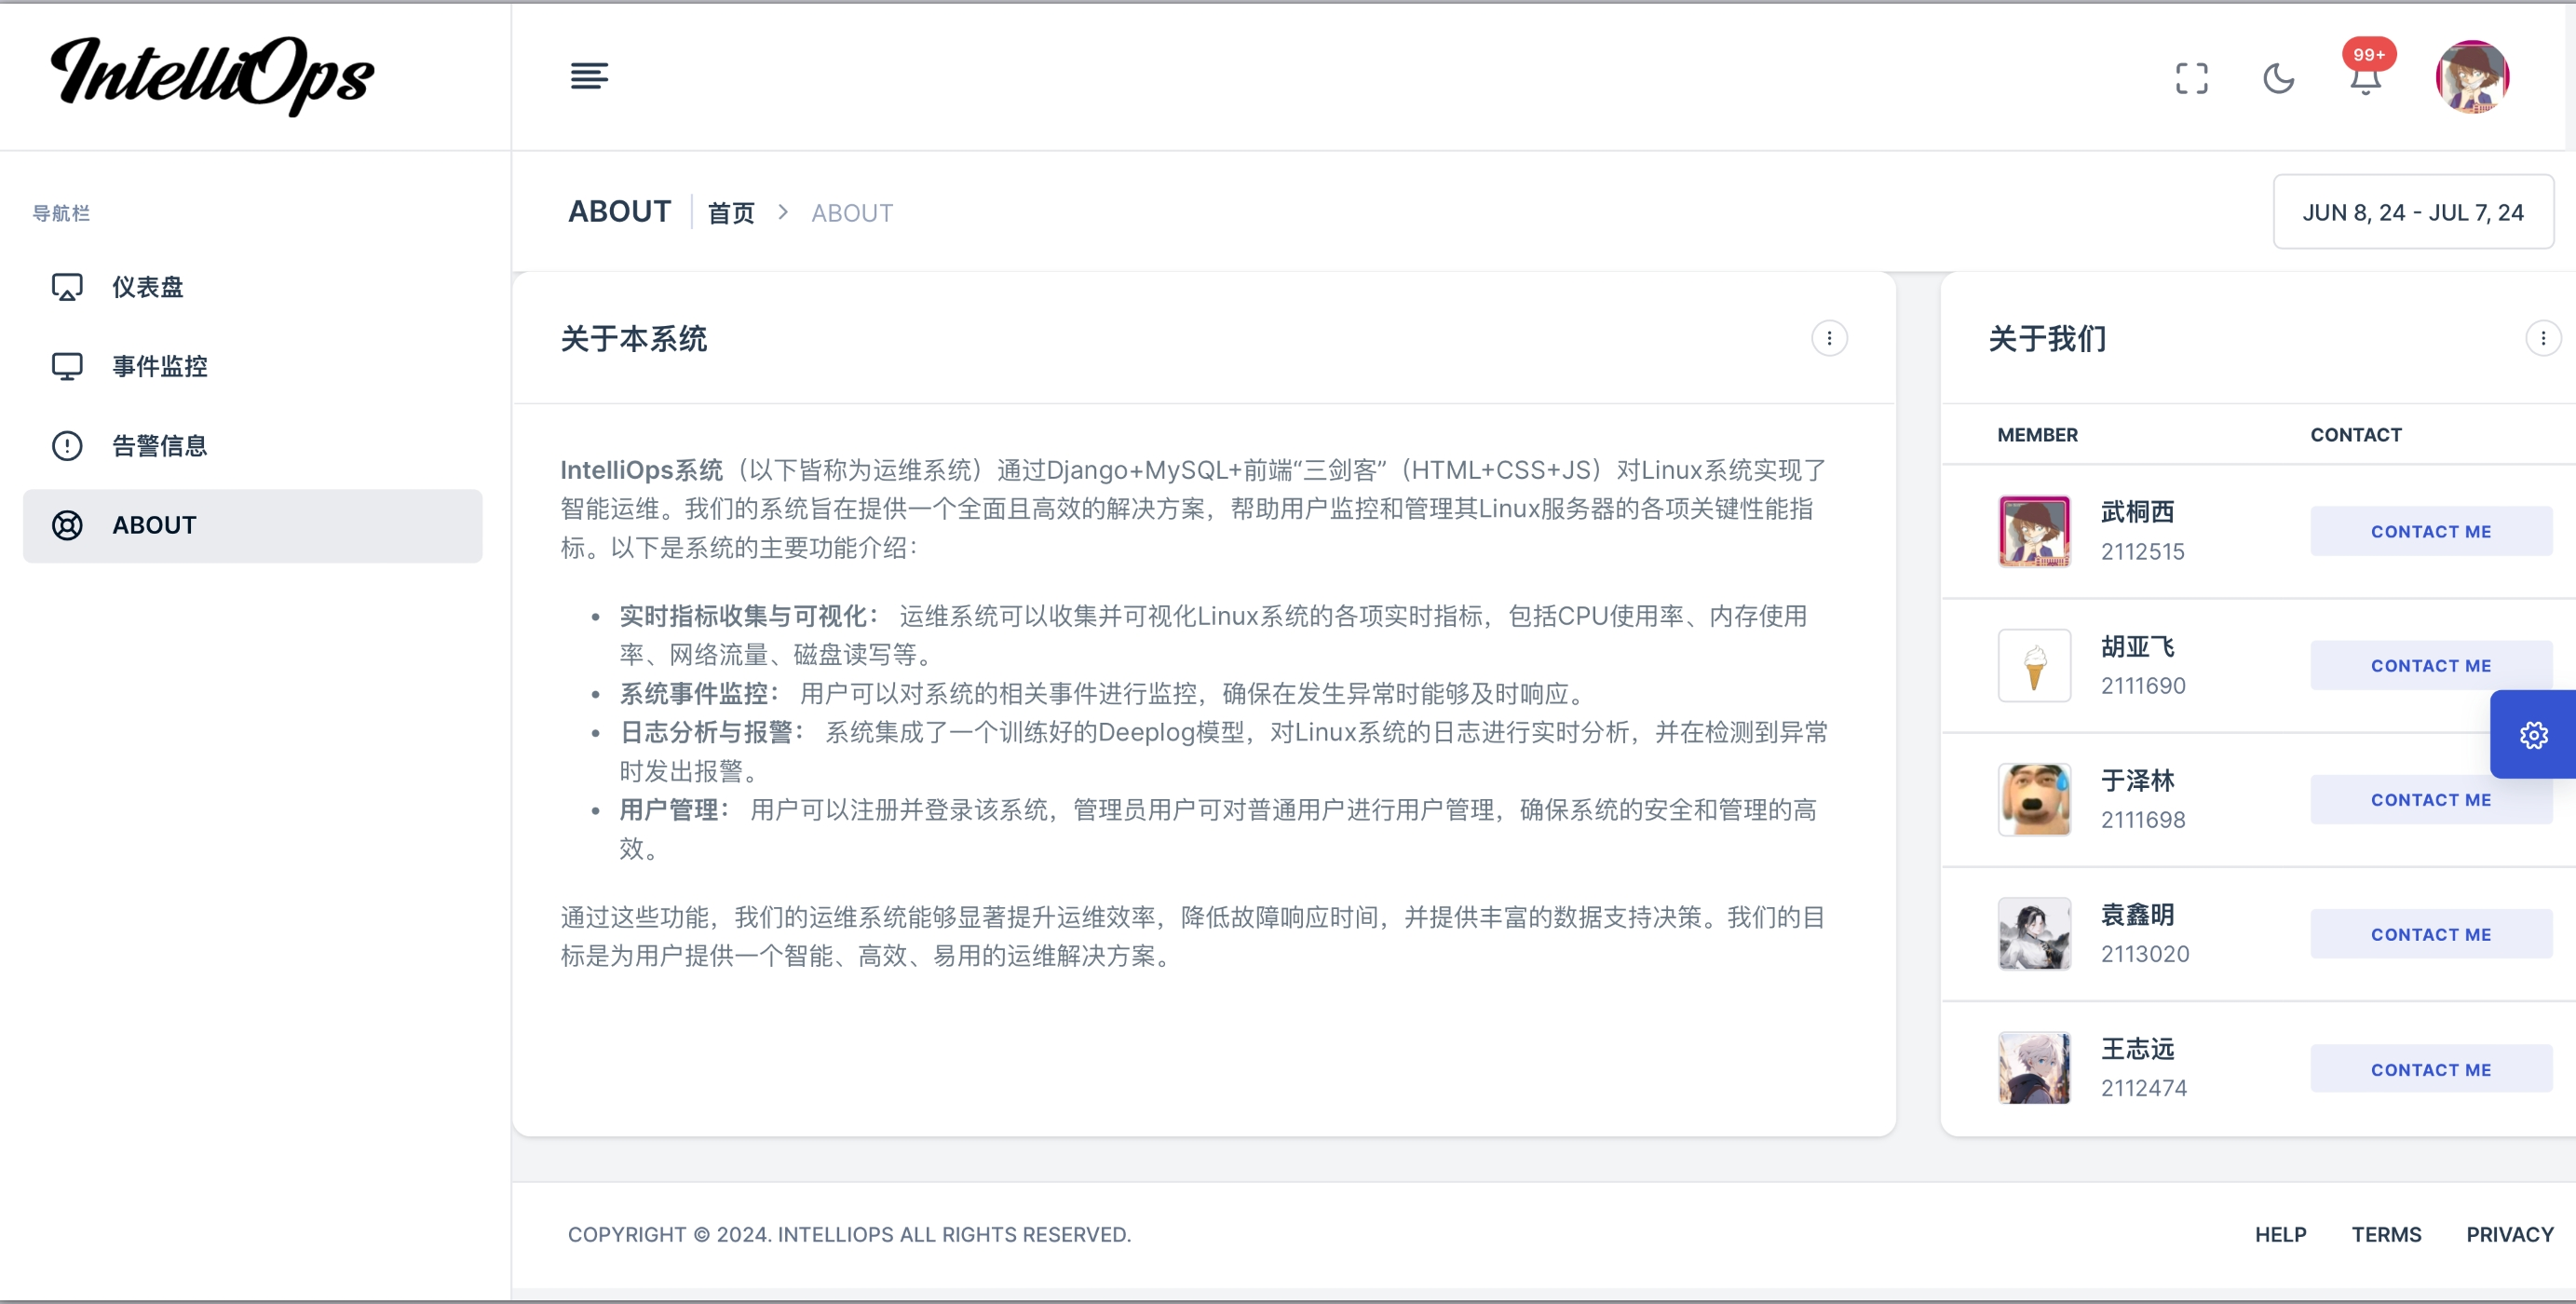 IntelliOps
99+
导航栏
仪表盘
事件监控
告警信息
ABOUT
ABOUT 首页 ABOUT
JUN 8, 24 - JUL 7, 24
关于本系统
IntelliOps系统（以下皆称为运维系统）通过Django+MySQL+前端“三剑客”（HTML+CSS+JS）对Linux系统实现了
智能运维。我们的系统旨在提供一个全面且高效的解决方案，帮助用户监控和管理其Linux服务器的各项关键性能指
标。以下是系统的主要功能介绍：
• 实时指标收集与可视化： 运维系统可以收集并可视化Linux系统的各项实时指标，包括CPU使用率、内存使用
率、网络流量、磁盘读写等。
• 系统事件监控： 用户可以对系统的相关事件进行监控，确保在发生异常时能够及时响应。
• 日志分析与报警： 系统集成了一个训练好的Deeplog模型，对Linux系统的日志进行实时分析，并在检测到异常
时发出报警。
• 用户管理： 用户可以注册并登录该系统，管理员用户可对普通用户进行用户管理，确保系统的安全和管理的高
效。
通过这些功能，我们的运维系统能够显著提升运维效率，降低故障响应时间，并提供丰富的数据支持决策。我们的目
标是为用户提供一个智能、高效、易用的运维解决方案。
关于我们
MEMBER CONTACT
武桐西
2112515
CONTACT ME
胡亚飞
2111690
CONTACT ME
于泽林
2111698
CONTACT ME
袁鑫明
2113020
CONTACT ME
王志远
2112474
CONTACT ME
COPYRIGHT © 2024. INTELLIOPS ALL RIGHTS RESERVED.
HELP TERMS PRIVACY